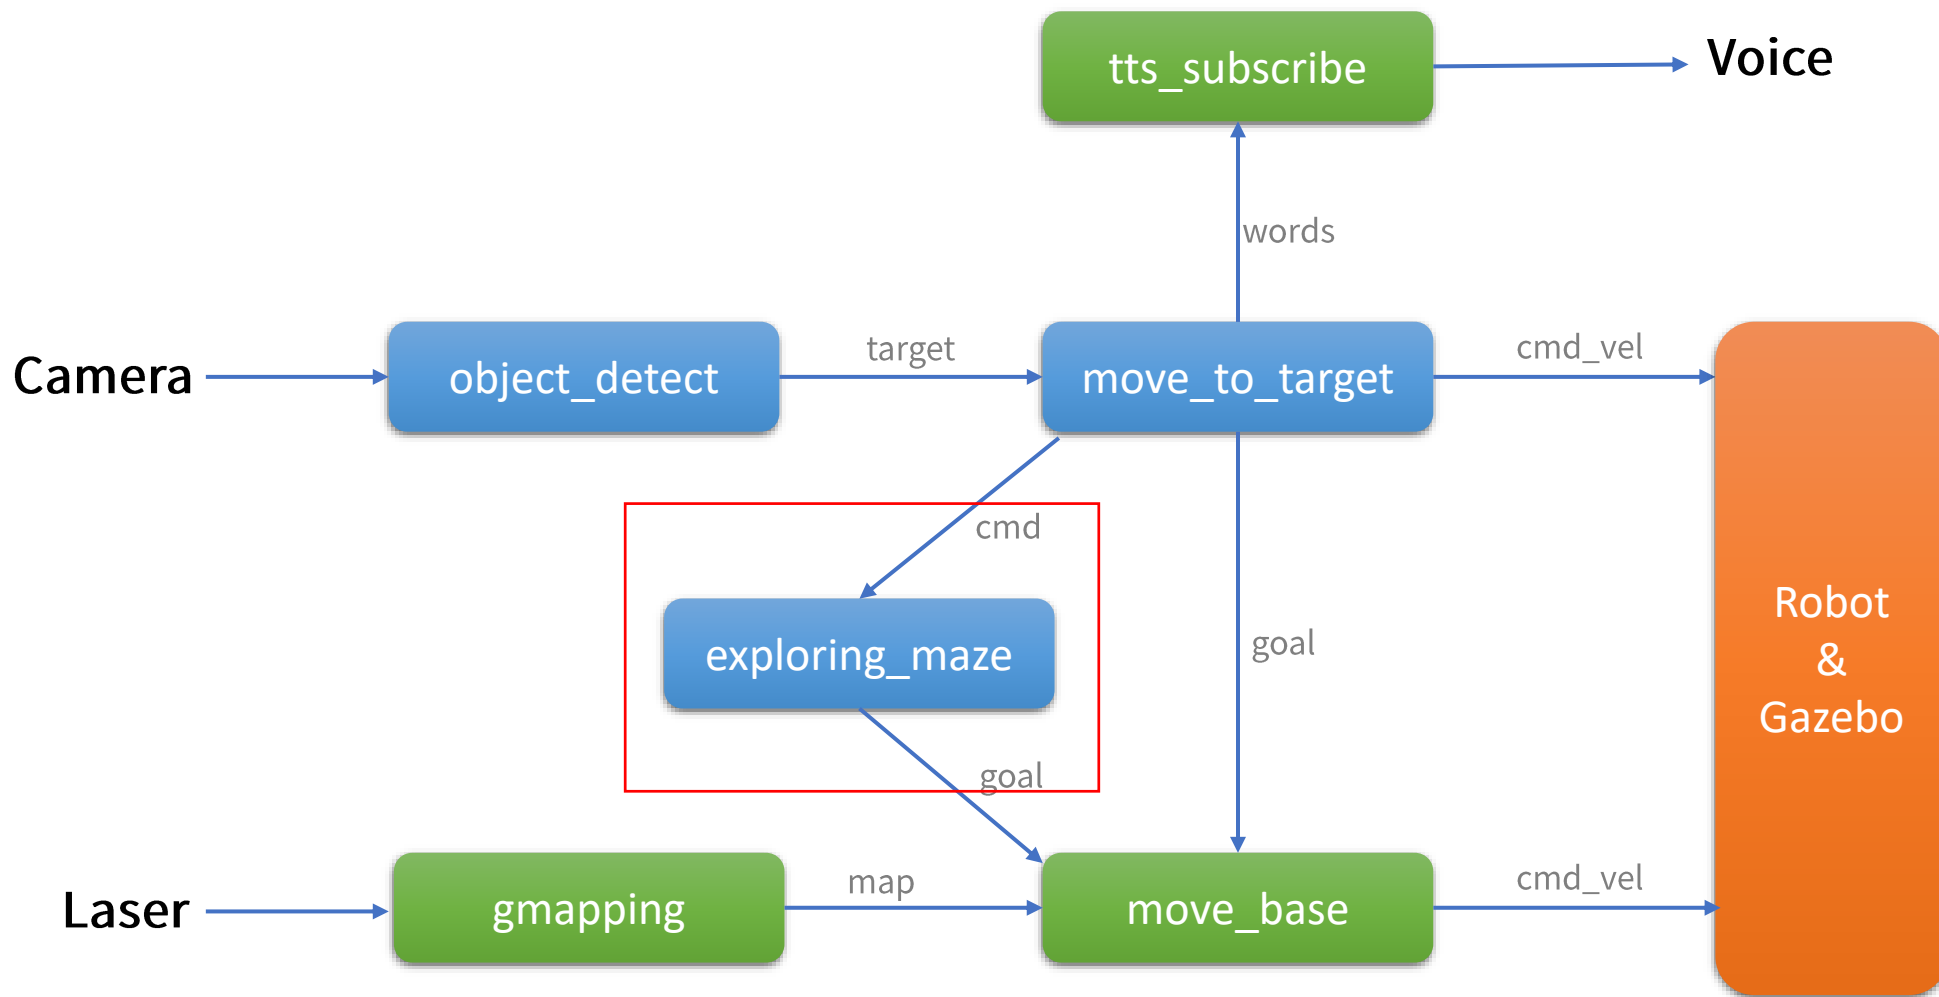 tts_subscribe
Voice
words
Camera
object_detect
target
move_to_target
cmd_vel
cmd
exploring_maze
goal
goal
Robot
&
Gazebo
Laser
gmapping
map
move_base
cmd_vel